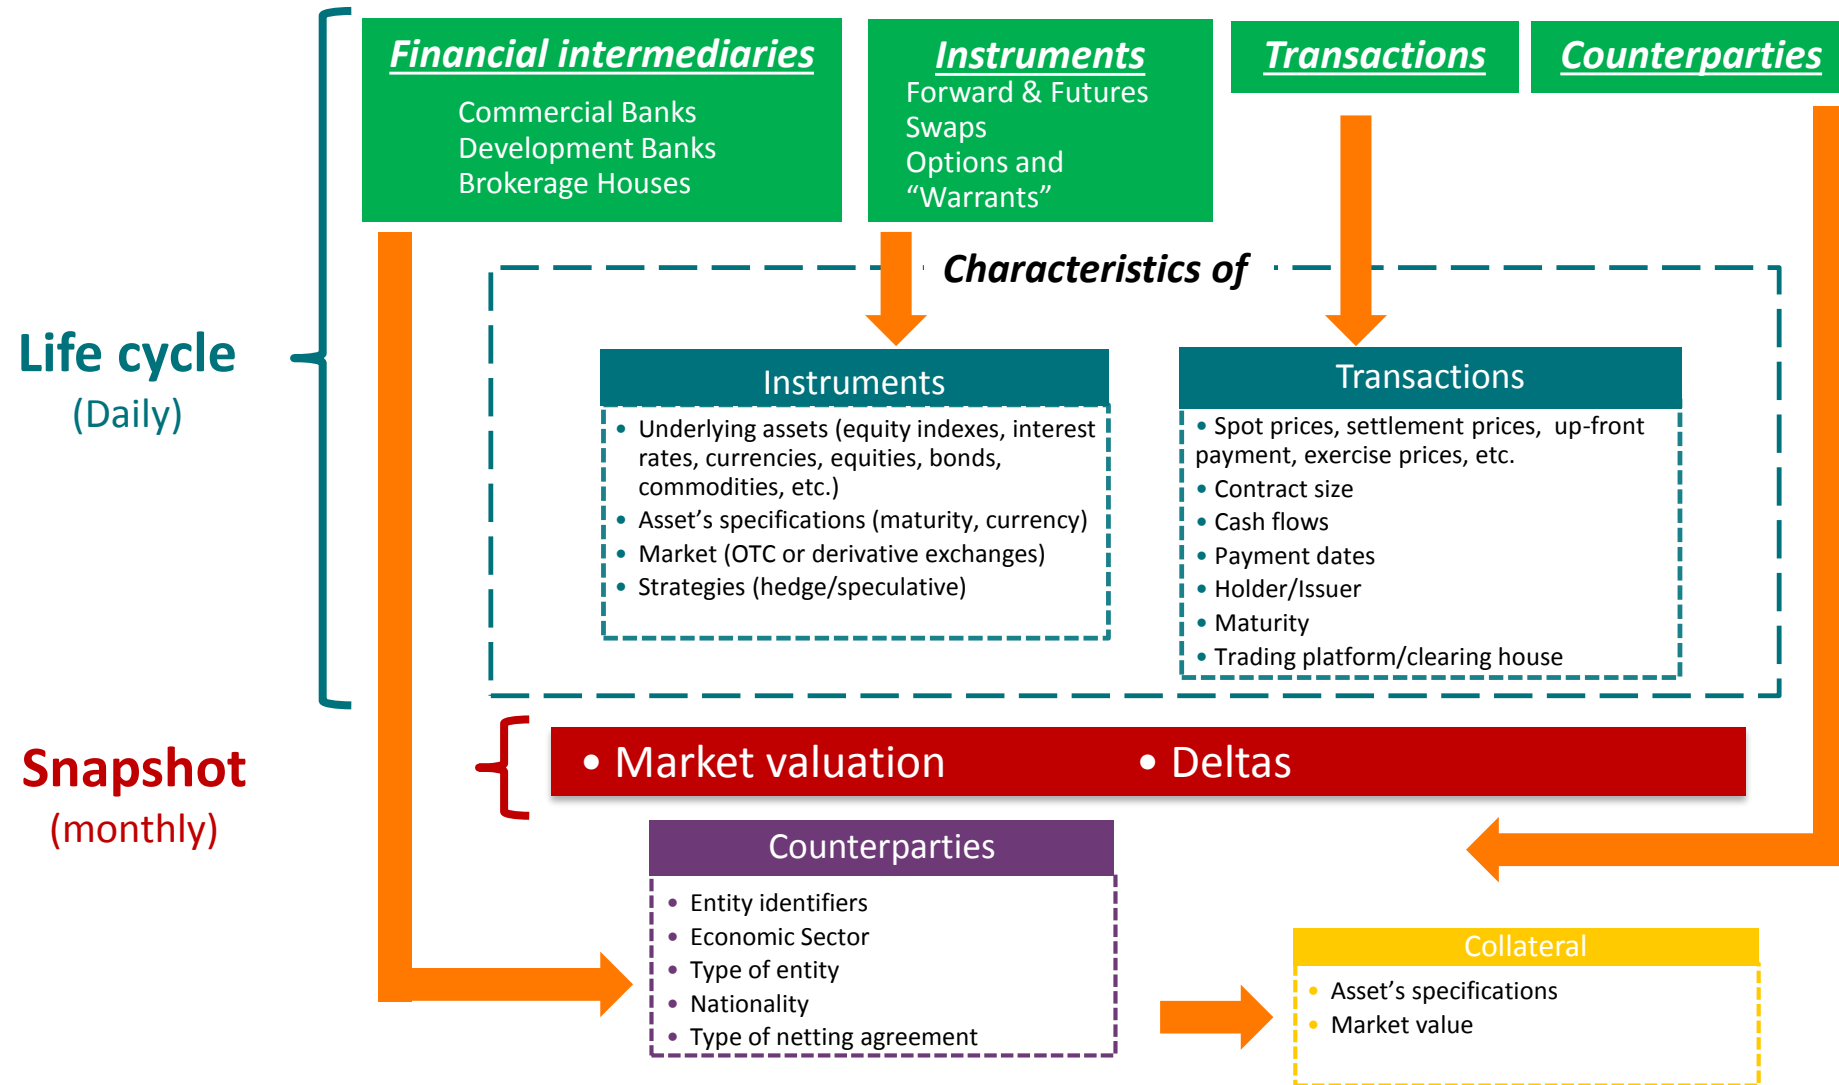 Financial intermediaries
Commercial Banks
Development Banks
Brokerage Houses
Instruments
Forward & Futures
Swaps
Options and
“Warrants”
Transactions
Counterparties
Life cycle
(Daily)
Characteristics of
Instruments
• Underlying assets (equity indexes, interest
rates, currencies, equities, bonds,
commodities, etc.)
• Asset’s specifications (maturity, currency)
• Market (OTC or derivative exchanges)
• Strategies (hedge/speculative)
Transactions
• Spot prices, settlement prices, up-front
payment, exercise prices, etc.
• Contract size
• Cash flows
• Payment dates
• Holder/Issuer
• Maturity
• Trading platform/clearing house
Snapshot
(monthly)
• Market valuation
• Deltas
Counterparties
• Entity identifiers
• Economic Sector
• Type of entity
• Nationality
• Type of netting agreement
Collateral
• Asset’s specifications
• Market value